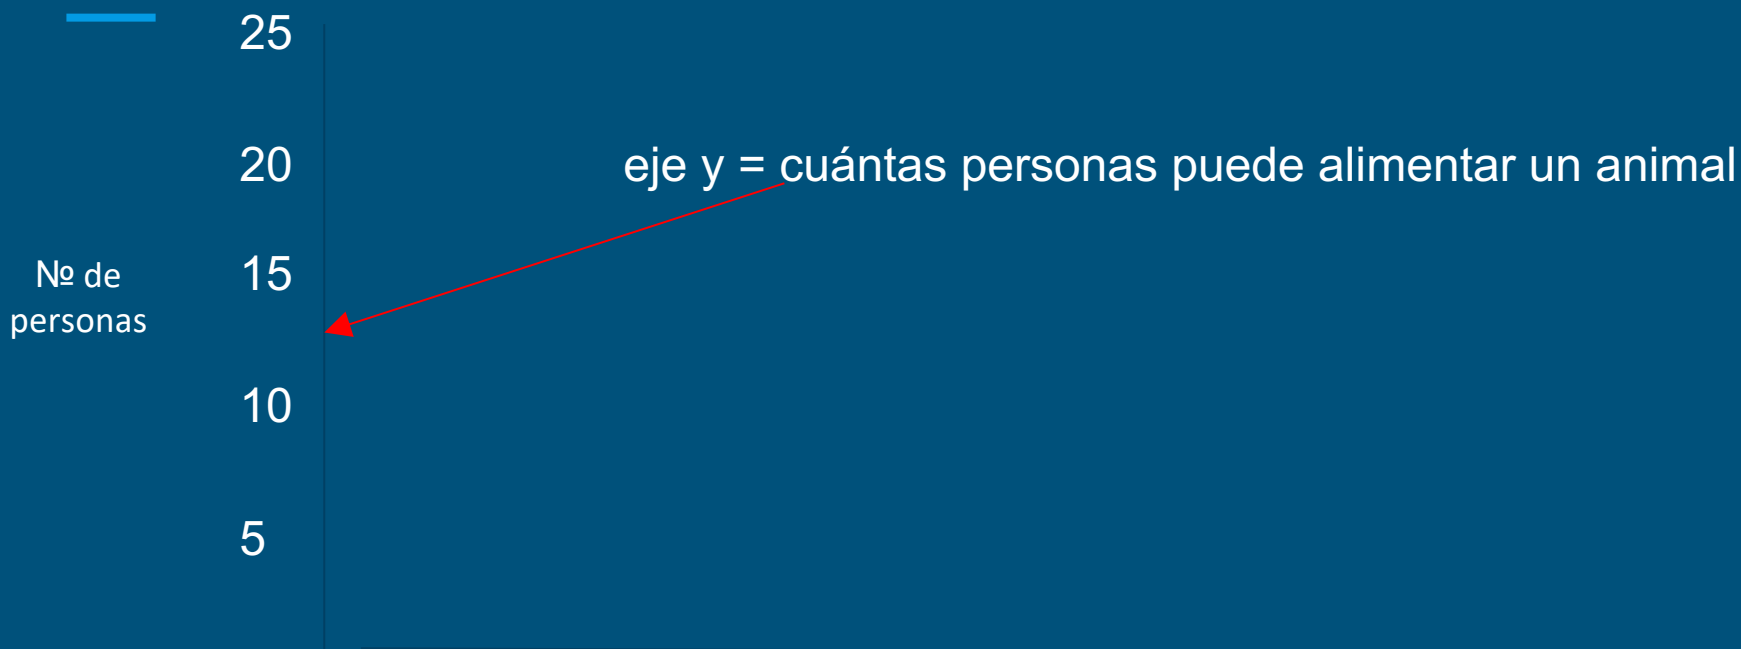 25
20
eje y = cuántas personas puede alimentar un animal
№ de
personas
15
10
5